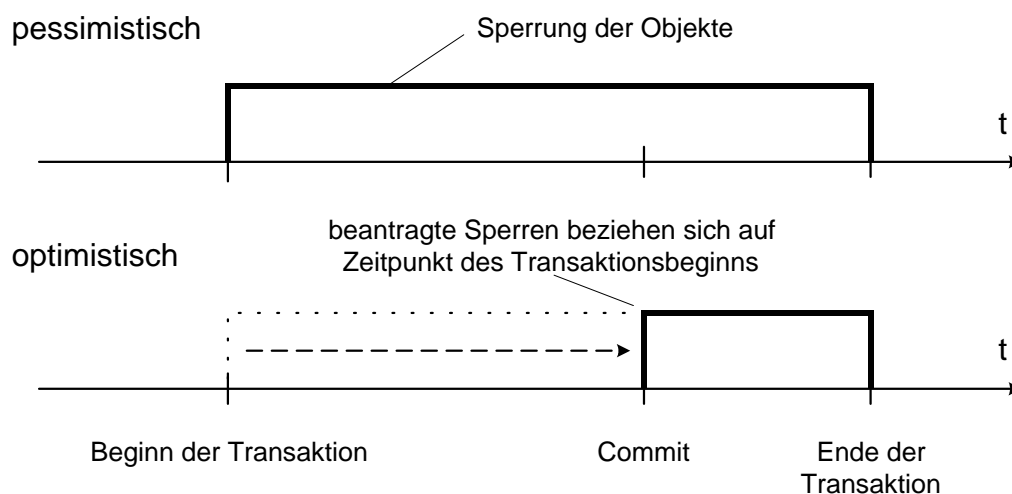 pessimistisch
Sperrung der Objekte
t
beantragte Sperren beziehen sich auf
Zeitpunkt des Transaktionsbeginns
optimistisch
t
Beginn der Transaktion
Commit
Ende der
Transaktion